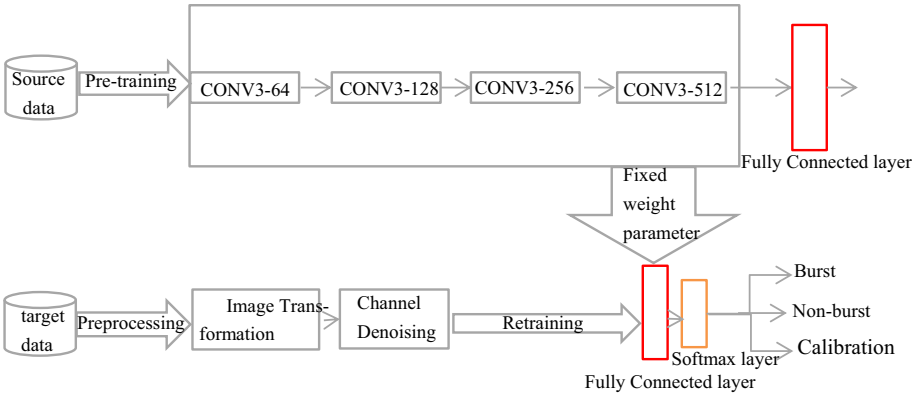 Source
data
Pre-training
CONV3-64
CONV3-128
CONV3-256
CONV3-512
Fully Connected layer
Fixed
weight
parameter
target
data
Preprocessing
Image Trans-
formation
Channel
Denoising
Retraining
Burst
Non-burst
Calibration
Softmax layer
Fully Connected layer